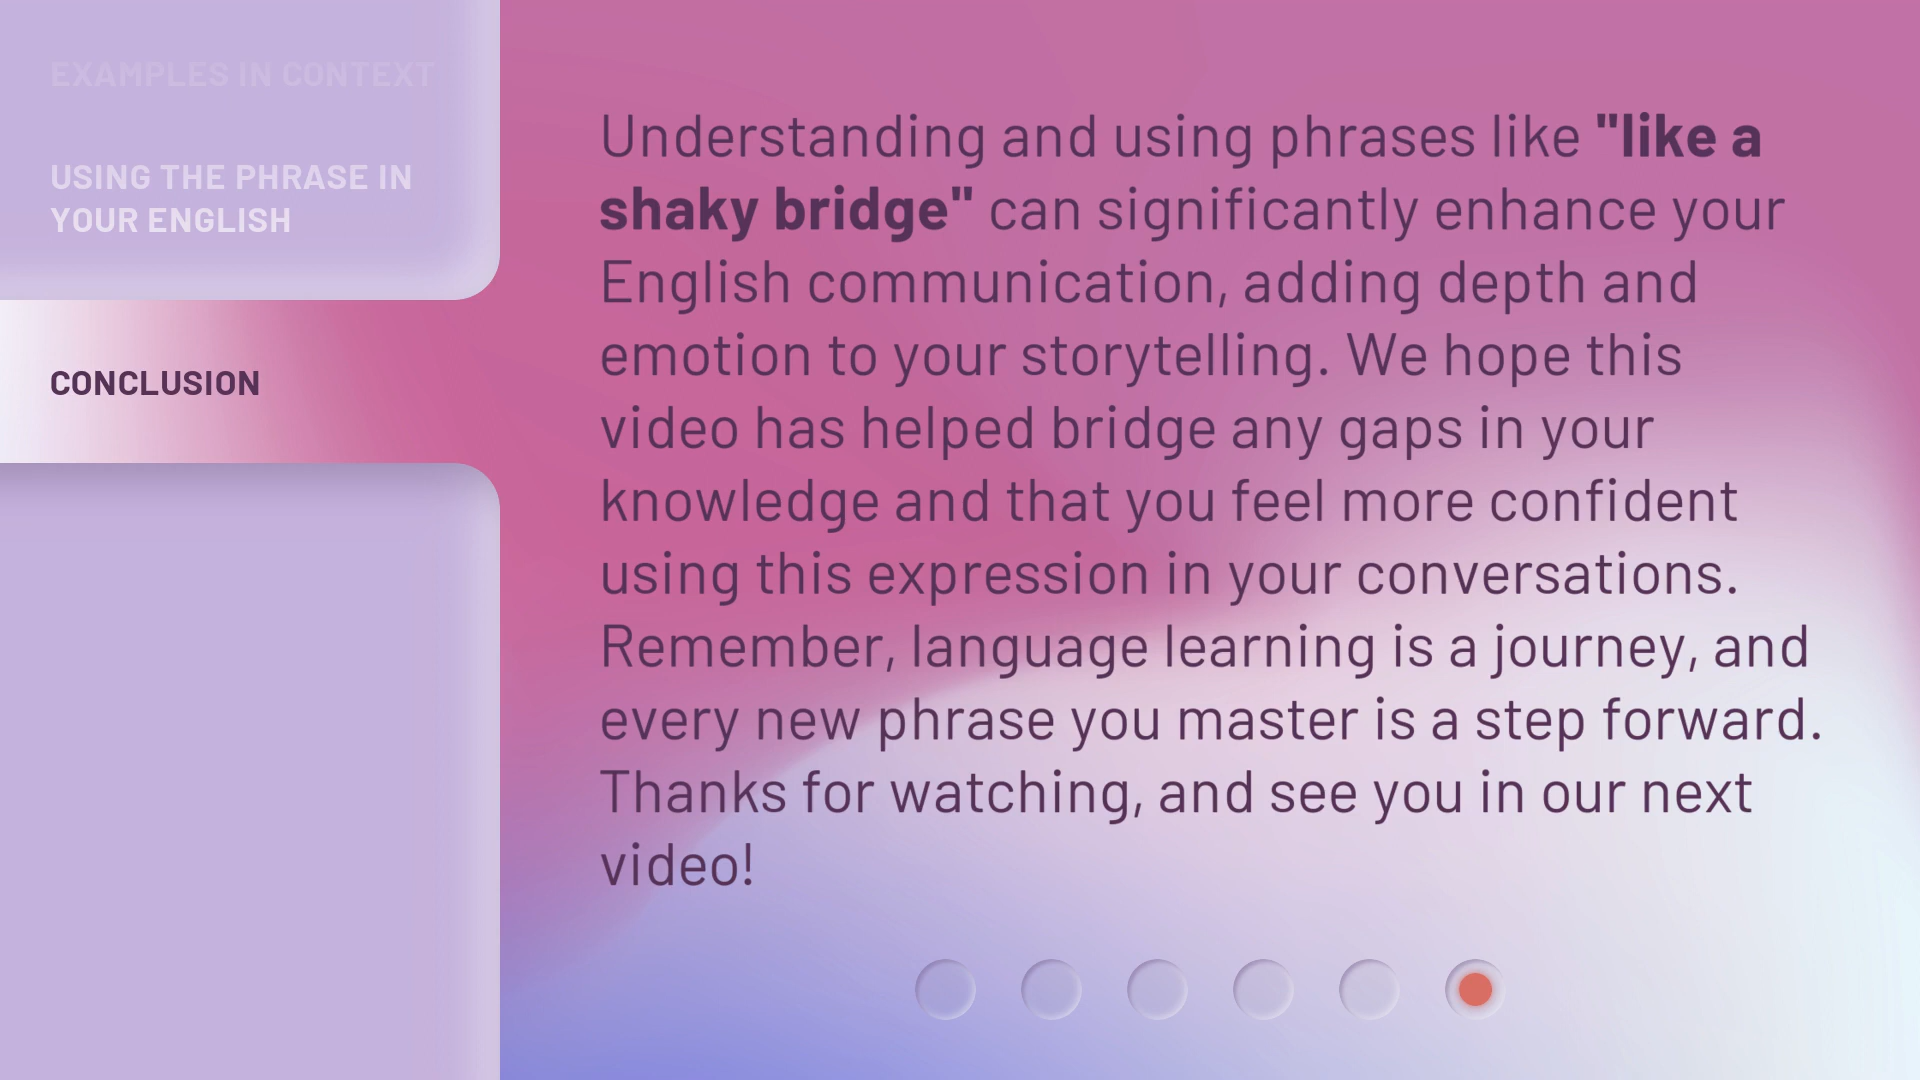 EXAMPLES IN CONTEXT
USING THE PHRASE IN
YOUR ENGLISH
CONCLUSION
Understanding and using phrases like "like a
shaky bridge" can significantly enhance your
English communication, adding depth and
emotion to your storytelling. We hope this
video has helped bridge any gaps in your
knowledge and that you feel more confident
using this expression in your conversations.
Remember, language learning is a journey, and
every new phrase you master is a step forward.
Thanks for watching, and see you in our next
video!